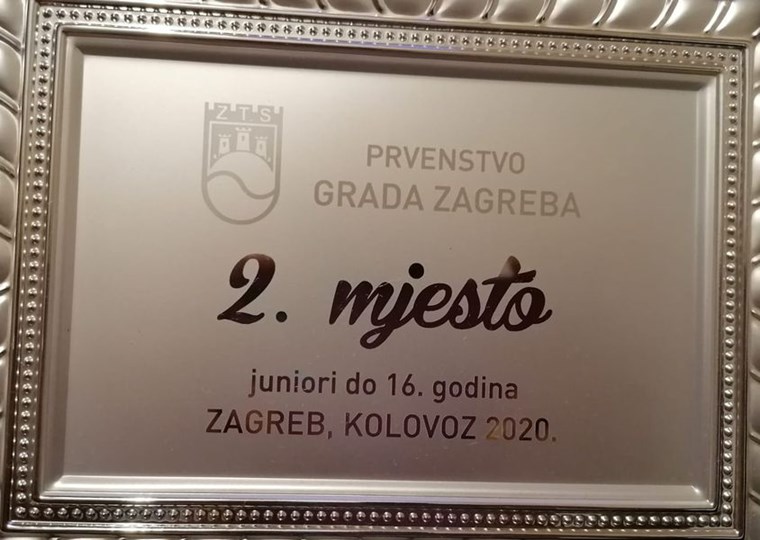 ZTS
PRVENSTVO
GRADA ZAGREBA
2. mjesto
juniori do 16. godina
ZAGREB, KOLOVOZ 2020.